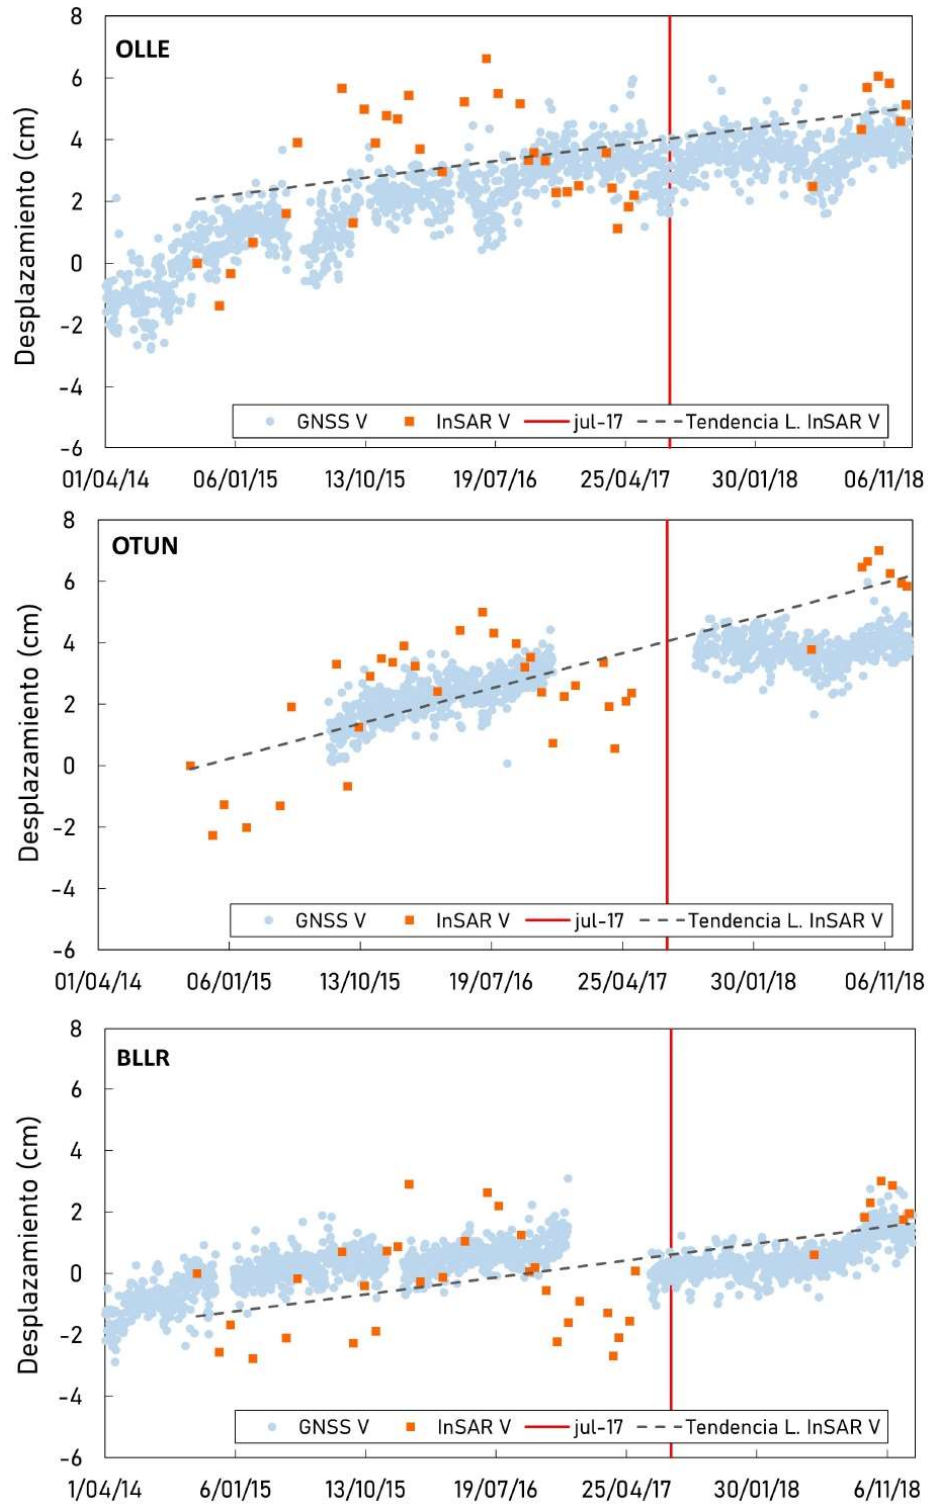 OLLE
Desplazamiento (cm)
8
6
4
2
0
-2
-4
-6
GNSS V InSAR V jul-17 Tendencia L. InSAR V
01/04/14 06/01/15 13/10/15 19/07/16 25/04/17 30/01/18 06/11/18
OTUN
Desplazamiento (cm)
8
6
4
2
0
-2
-4
-6
GNSS V InSAR V jul-17 Tendencia L. InSAR V
01/04/14 06/01/15 13/10/15 19/07/16 25/04/17 30/01/18 06/11/18
BLLR
Desplazamiento (cm)
8
6
4
2
0
-2
-4
-6
GNSS V InSAR V jul-17 Tendencia L. InSAR V
1/04/14 6/01/15 13/10/15 19/07/16 25/04/17 30/01/18 6/11/18